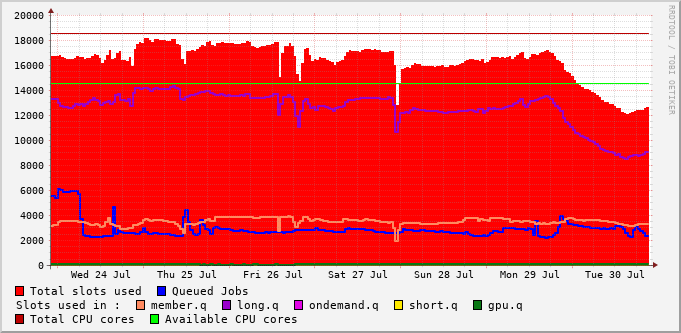 20000
18000
16000
14000
12000
10000
8000
6000
4000
2000
0
Wed 24 Jul Thu 25 Jul Fri 26 Jul Sat 27 Jul Sun 28 Jul Mon 29 Jul Tue 30 Jul
Total slots used Queued Jobs
Slots used in : member.q long.q ondemand.q short.q gpu.q
Total CPU cores Available CPU cores
RRDTOOL / TOBI OETIKER